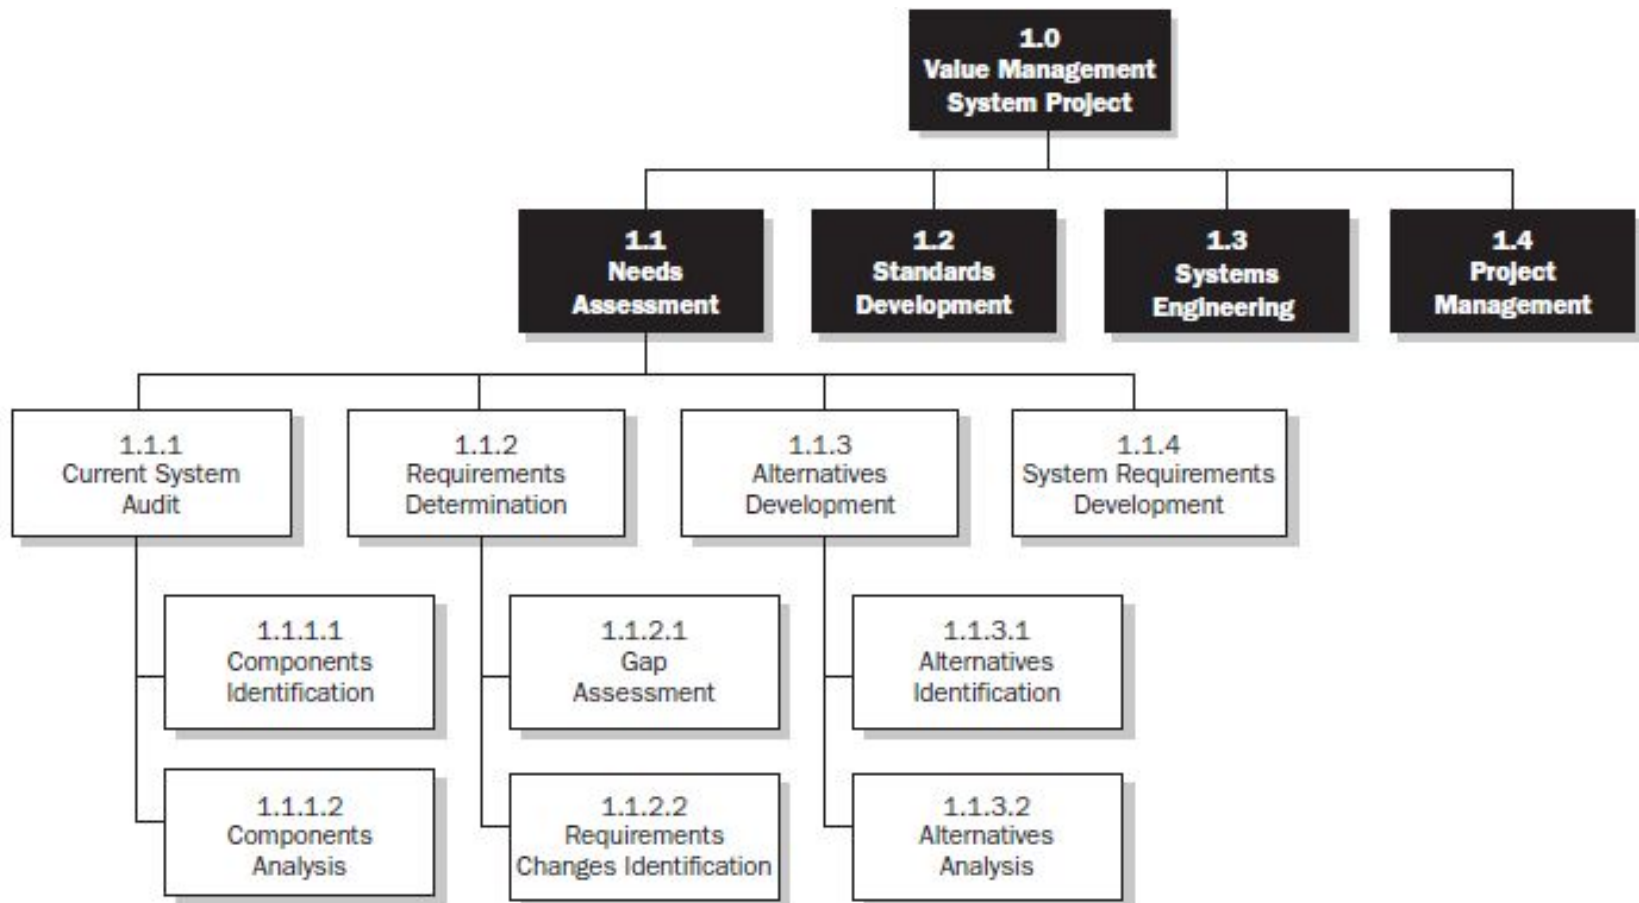 1.0
Value Management
System Project
1.1
Needs
Assessment
1.2
Standards
Development
1.3
Systems
Engineering
1.4
Project
Management
1.1.1
Current System
Audit
1.1.2
Requirements
Determination
1.1.3
Alternatives
Development
1.1.4
System Requirements
Development
1.1.1.1
Components
Identification
1.1.2.1
Gap
Assessment
1.1.3.1
Alternatives
Identification
1.1.1.2
Components
Analysis
1.1.2.2
Requirements
Changes Identification
1.1.3.2
Alternatives
Analysis